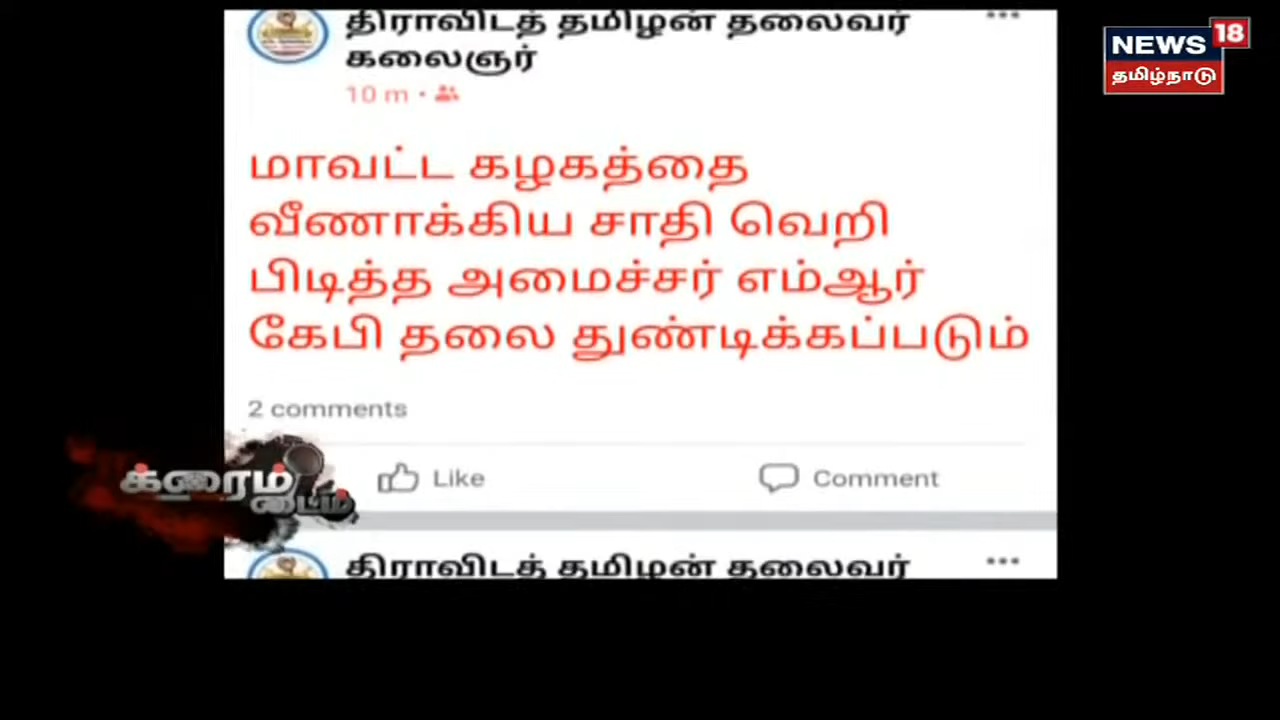 திராவிடத் தமிழன் தலைவர்
கலைஞர்
10 m
NEWS 18
தமிழ்நாடு
மாவட்ட கழகத்தை
வீணாக்கிய சாதி வெறி
பிடித்த அமைச்சர் எம்ஆர்
கேபி தலை துண்டிக்கப்படும்
2 comments
Like
Comment
க்ரைம்
டைம்
திராவிடத் தமிழன் தலைவர்